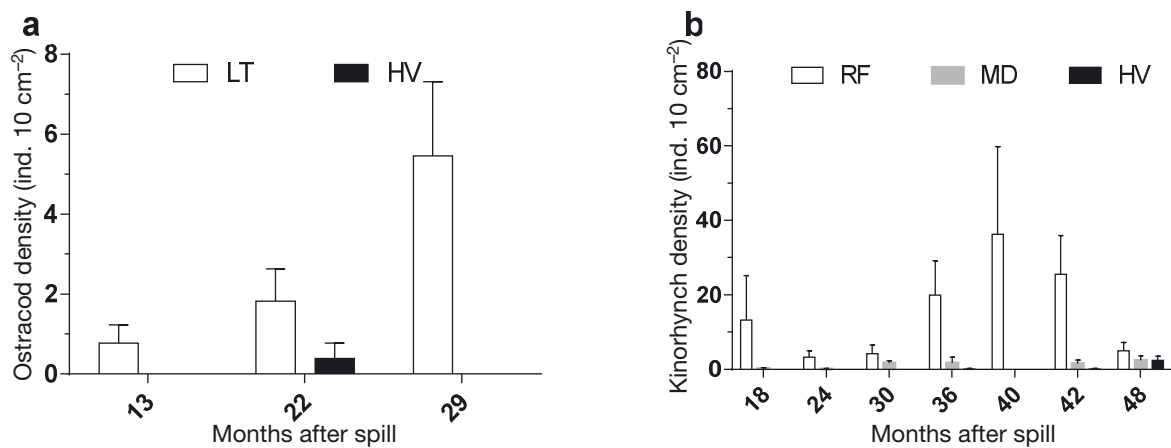 a
Ostracod density (ind. 10 cm⁻²)
8
6
4
2
0
LT HV
13 22 29
Months after spill
b
Kinorhynch density (ind. 10 cm⁻²)
80
60
40
20
0
RF MD HV
18 24 30 36 40 42 48
Months after spill